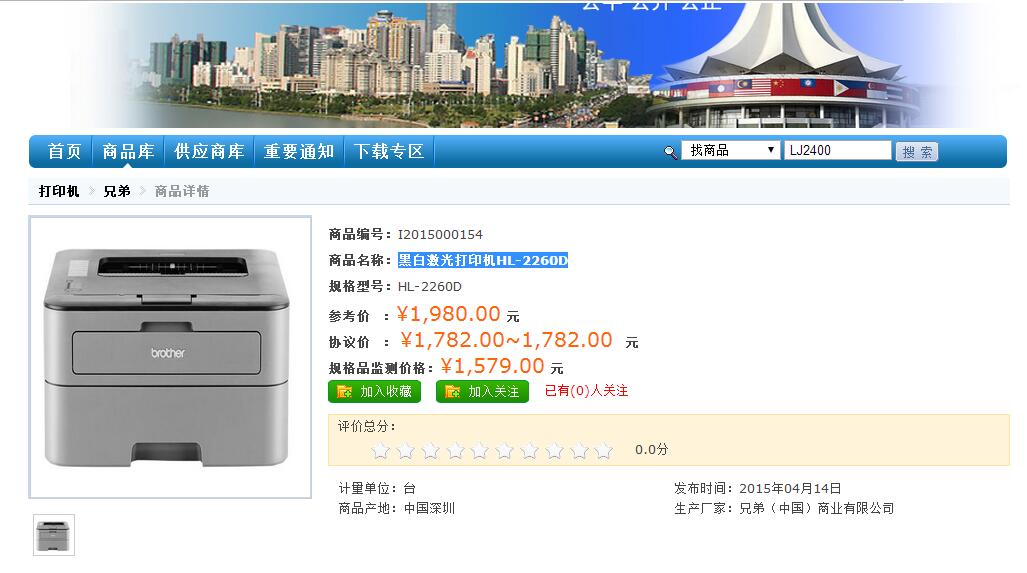 首页 商品库 供应商库 重要通知 下载专区 找商品 LJ2400 搜 索
打印机 兄弟 商品详情
brother
商品编号：I2015000154
商品名称：黑白激光打印机HL-2260D
规格型号：HL-2260D
参考价 ：¥1,980.00 元
协议价 ：¥1,782.00~1,782.00 元
规格品监测价格：¥1,579.00 元
加入收藏 加入关注 已有(0)人关注
评价总分：
0.0分
计量单位：台 发布时间：2015年04月14日
商品产地：中国深圳 生产厂家：兄弟（中国）商业有限公司